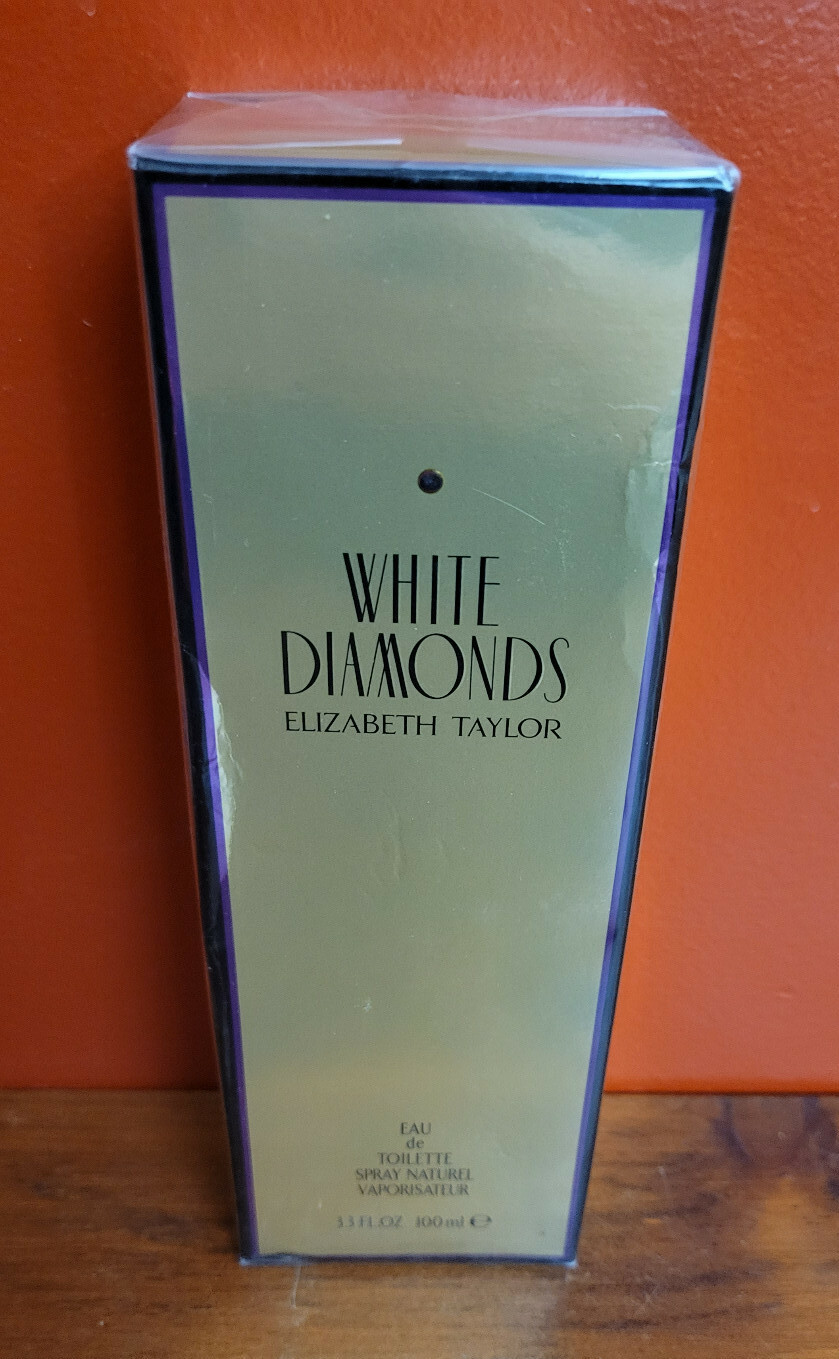 WHITE
DIAMONDS
ELIZABETH TAYLOR
EAU
de
TOILETTE
SPRAY NATUREL
VAPORISATEUR
3.3 FL.OZ 100 ml ℮